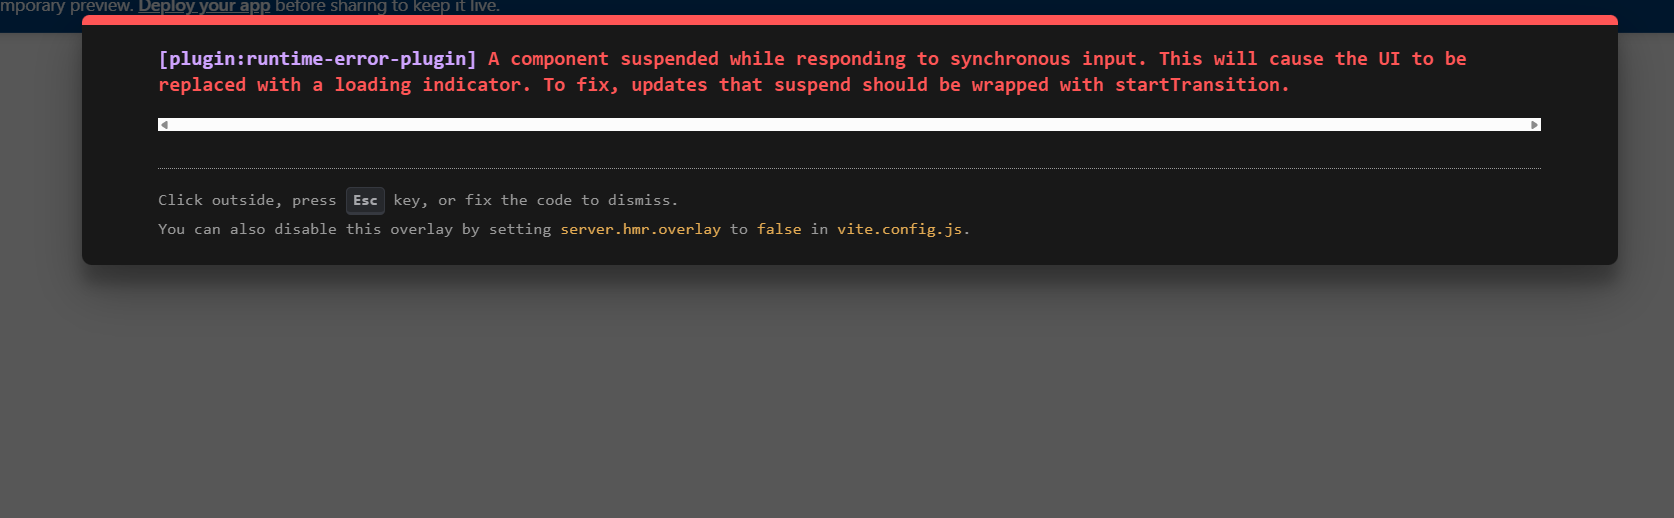 mporary preview. Deploy your app before sharing to keep it live.
[plugin:runtime-error-plugin] A component suspended while responding to synchronous input. This will cause the UI to be
replaced with a loading indicator. To fix, updates that suspend should be wrapped with startTransition.
Click outside, press Esc key, or fix the code to dismiss.
You can also disable this overlay by setting server.hmr.overlay to false in vite.config.js.